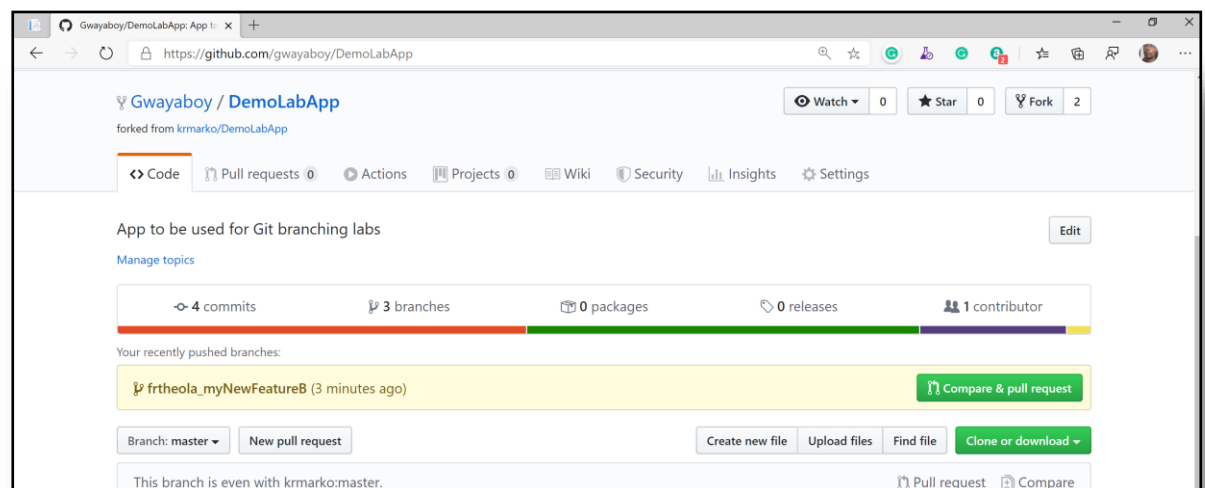 Gwayaboy/DemoLabApp: App to
https://github.com/gwayaboy/DemoLabApp
2
Gwayaboy / DemoLabApp
Watch 0 Star 0 Fork 2
forked from krmarko/DemoLabApp
Code Pull requests 0 Actions Projects 0 Wiki Security Insights Settings
App to be used for Git branching labs
Edit
Manage topics
4 commits 3 branches 0 packages 0 releases 1 contributor
Your recently pushed branches:
frtheola_myNewFeatureB (3 minutes ago)
Compare & pull request
Branch: master New pull request Create new file Upload files Find file Clone or download
This branch is even with krmarko:master. Pull request Compare